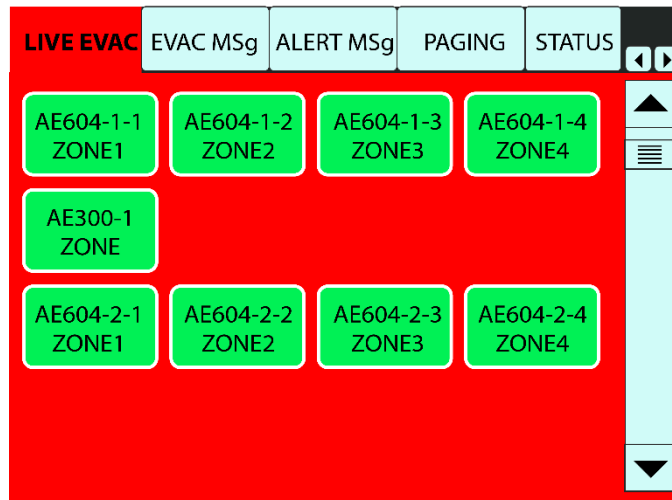 LIVE EVAC EVAC MSg ALERT MSg PAGING STATUS
AE604-1-1 AE604-1-2 AE604-1-3 AE604-1-4
ZONE1 ZONE2 ZONE3 ZONE4
AE300-1
ZONE
AE604-2-1 AE604-2-2 AE604-2-3 AE604-2-4
ZONE1 ZONE2 ZONE3 ZONE4